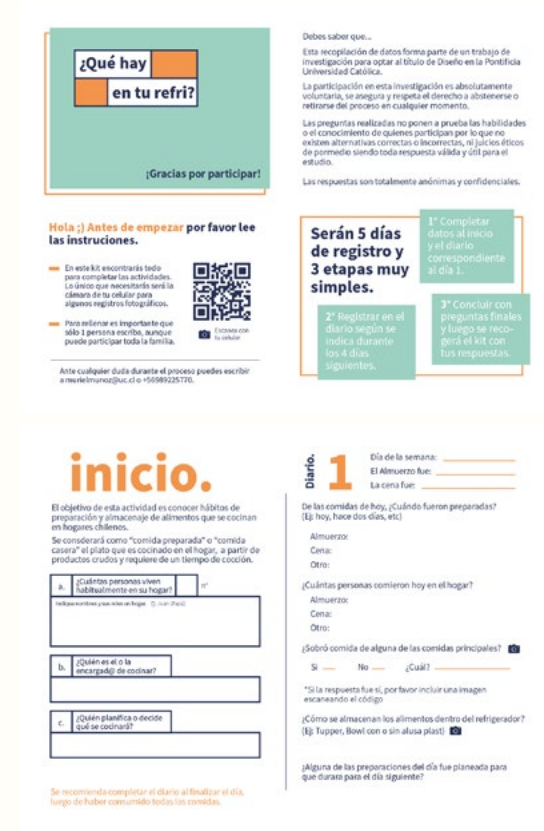 ¿Qué hay
en tu refri?
¡Gracias por participar!
Hola ;) Antes de empezar por favor lee
las instruciones.
En este kit encontrarás todo
para completar las actividades.
Lo único que necesitarás será la
cámara de tu celular para
algunos registros fotográficos.
Para rellenar es importante que
sólo 1 persona escriba, aunque
puede participar toda la familia.
Escanea con
tu celular
Ante cualquier duda durante el proceso puedes escribir
a murielmunoz@uc.cl o +56989225770.
Debes saber que...
Esta recopilación de datos forma parte de un trabajo de
investigación para optar al título de Diseño en la Pontificia
Universidad Católica.
La participación en esta investigación es absolutamente
voluntaria, se asegura y respeta el derecho a abstenerse o
retirarse del proceso en cualquier momento.
Las preguntas realizadas no ponen a prueba las habilidades
o el conocimiento de quienes participan por lo que no
existen alternativas correctas o incorrectas, ni juicios éticos
de pormedio siendo toda respuesta válida y útil para el
estudio.
Las respuestas son totalmente anónimas y confidenciales.
Serán 5 días
de registro y
3 etapas muy
simples.
1° Completar
datos al inicio
y el diario
correspondiente
al día 1.
2° Registrar en el
diario según se
indica durante
los 4 días
siguientes.
3° Concluir con
preguntas finales
y luego se reco-
gerá el kit con
tus respuestas.
inicio.
El objetivo de esta actividad es conocer hábitos de
preparación y almacenaje de alimentos que se cocinan
en hogares chilenos.
Se consderará como "comida preparada" o "comida
casera" el plato que es cocinado en el hogar, a partir de
productos crudos y requiere de un tiempo de cocción.
a. ¿Cuántas personas viven
habitualmente en su hogar? n°
Indique nombres y sus roles en hogar. Ej: Juan (Papá)
b. ¿Quién es el o la
encargad@ de cocinar?
c. ¿Quién planifica o decide
qué se cocinará?
Se recomienda completar el diario al finalizar el día,
luego de haber consumido todas las comidas.
Diario. 1
Día de la semana:
El Almuerzo fue:
La cena fue:
De las comidas de hoy, ¿Cuándo fueron preparadas?
(Ej: hoy, hace dos días, etc)
Almuerzo:
Cena:
Otro:
¿Cuántas personas comieron hoy en el hogar?
Almuerzo:
Cena:
Otro:
¿Sobró comida de alguna de las comidas principales?
Si No ¿Cuál?
*Si la respuesta fue sí, por favor incluir una imagen
escaneando el código
¿Cómo se almacenan los alimentos dentro del refrigerador?
(Ej: Tupper, Bowl con o sin alusa plast)
¿Alguna de las preparaciones del día fue planeada para
que durara para el día siguiente?